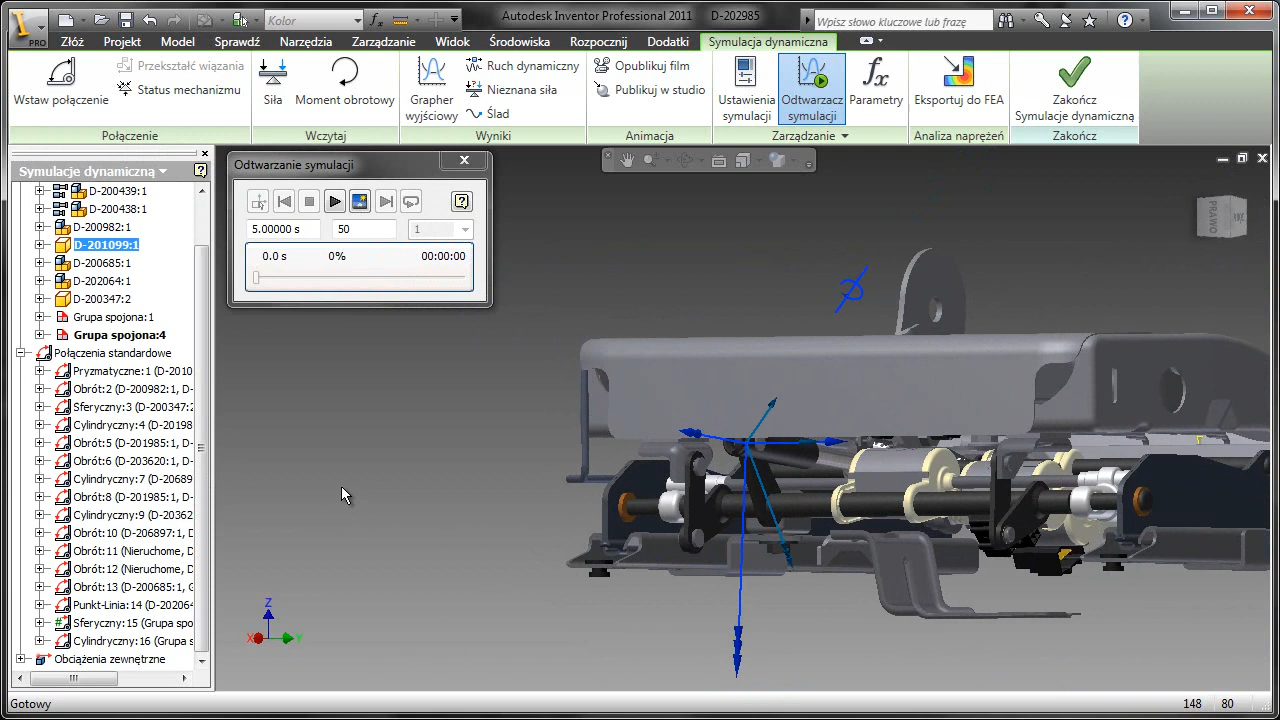 Kolor
Autodesk Inventor Professional 2011 D-202985
Wpisz słowo kluczowe lub frazę
PRO
Złóż Projekt Model Sprawdź Narzędzia Zarządzanie Widok Środowiska Rozpocznij Dodatki Symulacja dynamiczna
Wstaw połączenie
Przekształć wiązania
Status mechanizmu
Połączenie
Siła
Moment obrotowy
Wczytaj
Grapher
wyjściowy
Ruch dynamiczny
Nieznana siła
Ślad
Wyniki
Opublikuj film
Publikuj w studio
Animacja
Ustawienia
symulacji
Odtwarzacz
symulacji
Parametry
Zarządzanie
Eksportuj do FEA
Analiza naprężeń
Zakończ
Symulacje dynamiczną
Zakończ
Symulacje dynamiczną
D-200439:1
D-200438:1
D-200982:1
D-201099:1
D-200685:1
D-202064:1
D-200347:2
Grupa spojona:1
Grupa spojona:4
Połączenia standardowe
Pryzmatyczne:1 (D-2010
Obrót:2 (D-200982:1, D-
Sferyczny:3 (D-200347:2
Cylindryczny:4 (D-20198
Obrót:5 (D-201985:1, D-
Obrót:6 (D-203620:1, D-
Cylindryczny:7 (D-20689
Obrót:8 (D-201985:1, D-
Cylindryczny:9 (D-20362
Obrót:10 (D-206897:1, D-
Obrót:11 (Nieruchome, D
Obrót:12 (Nieruchome, D
Obrót:13 (D-200685:1, G
Punkt-Linia:14 (D-202064
Sferyczny:15 (Grupa spo
Cylindryczny:16 (Grupa s
Obciążenia zewnętrzne
Odtwarzanie symulacji
5.00000 s 50 1
0.0 s 0% 00:00:00
PRAWO
Z
X Y
Gotowy 148 80